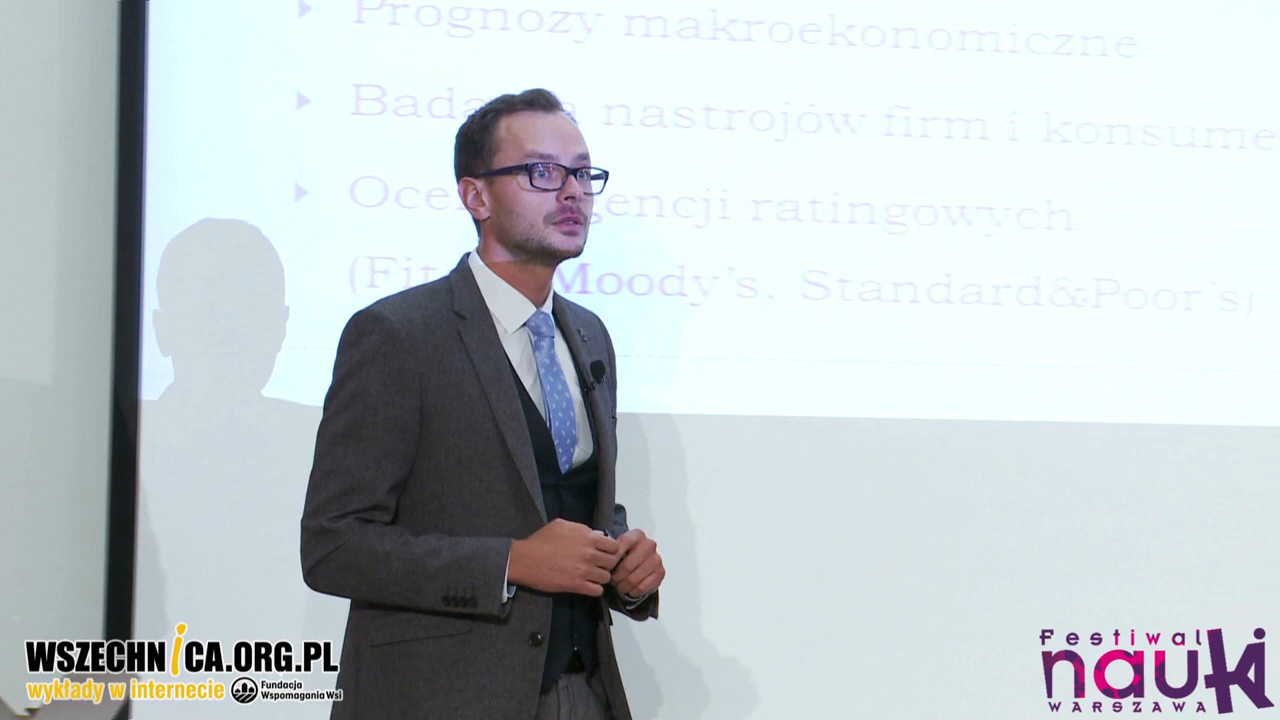 Prognozy makroekonomiczne
nastrojów firm i
ratingowych
Moody's, Standard&Poor's)
WSZECHNICA.ORG.PL
wykłady w internecie
Fundacja
Wspomagania Wsi
Festiwal
nauki
WARSZAWA